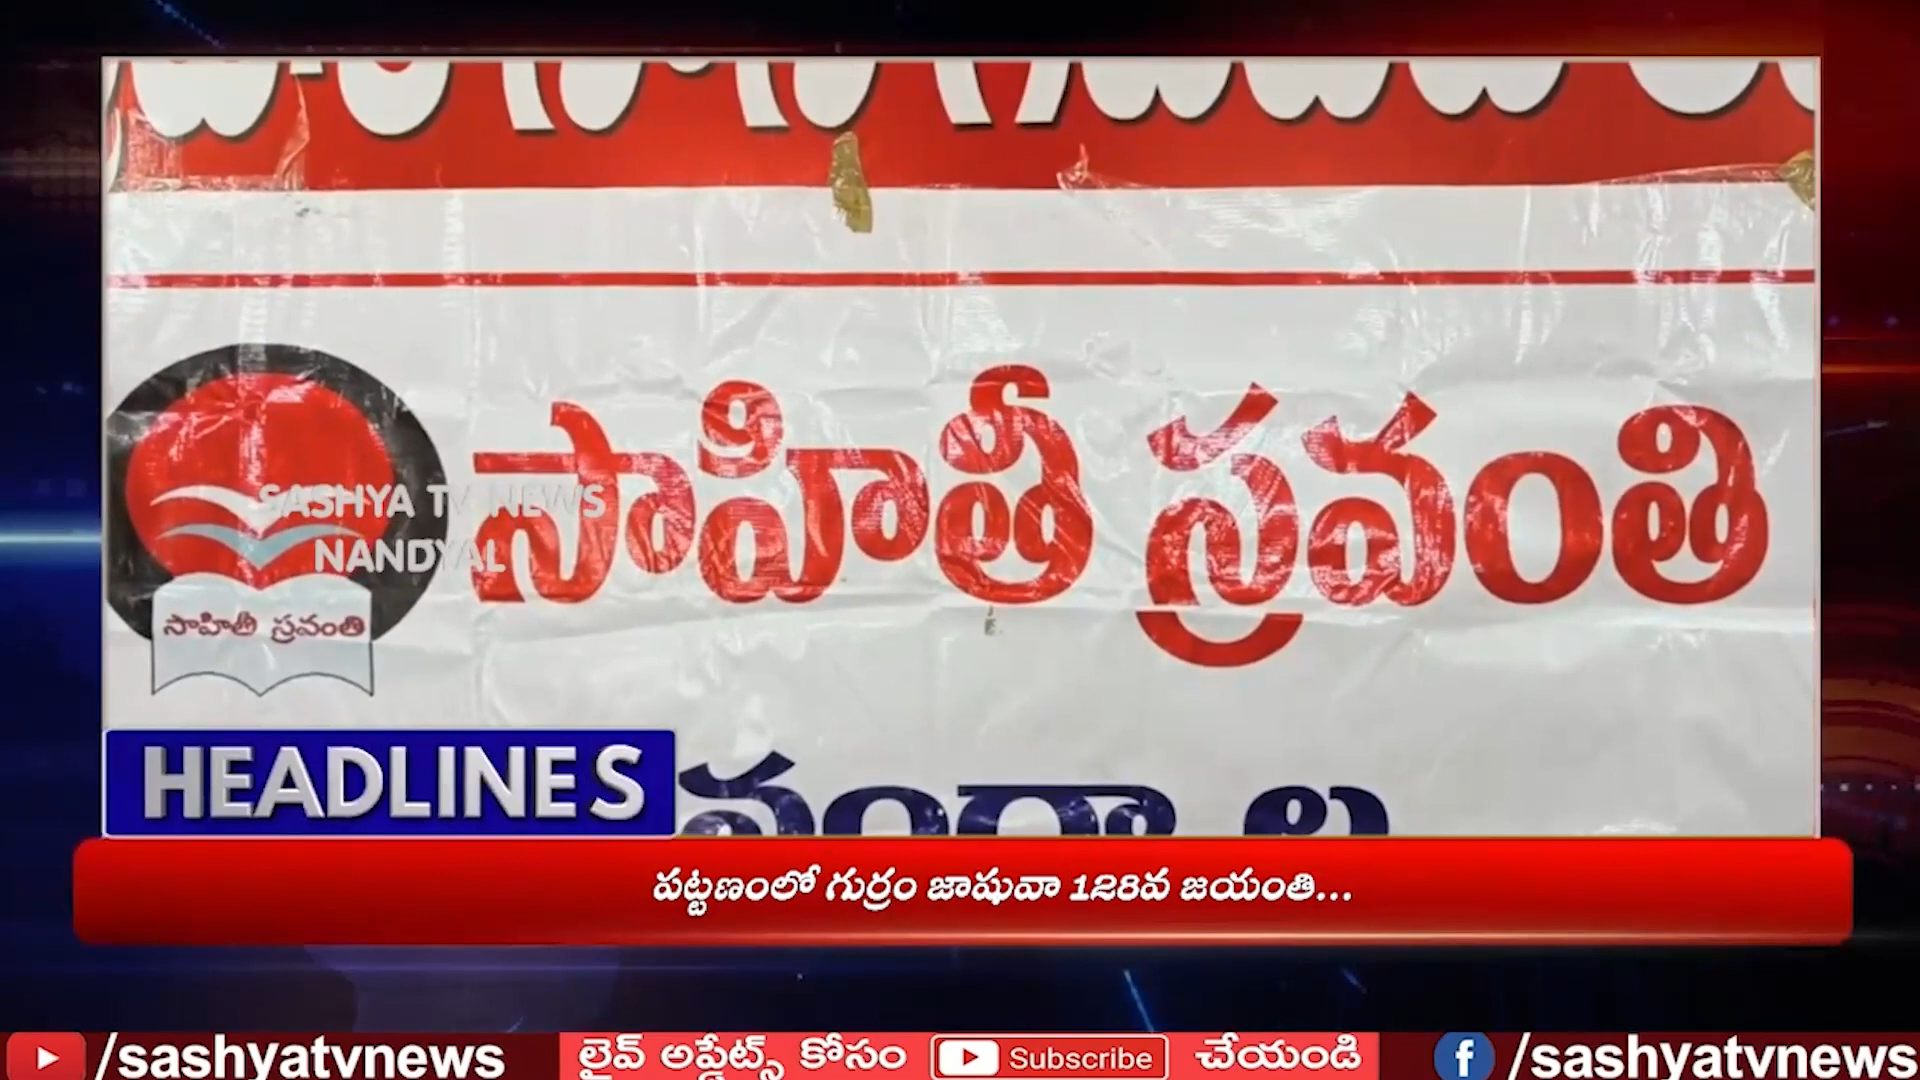 సాహితీ స్రవంతి
SASHYA TV NEWS
NANDYAL
సాహితీ స్రవంతి
HEADLINES
పట్టణంలో గుర్రం జాషువా 128వ జయంతి...
/sashyatvnews లైవ్ అప్డేట్స్ కోసం Subscribe చేయండి /sashyatvnews